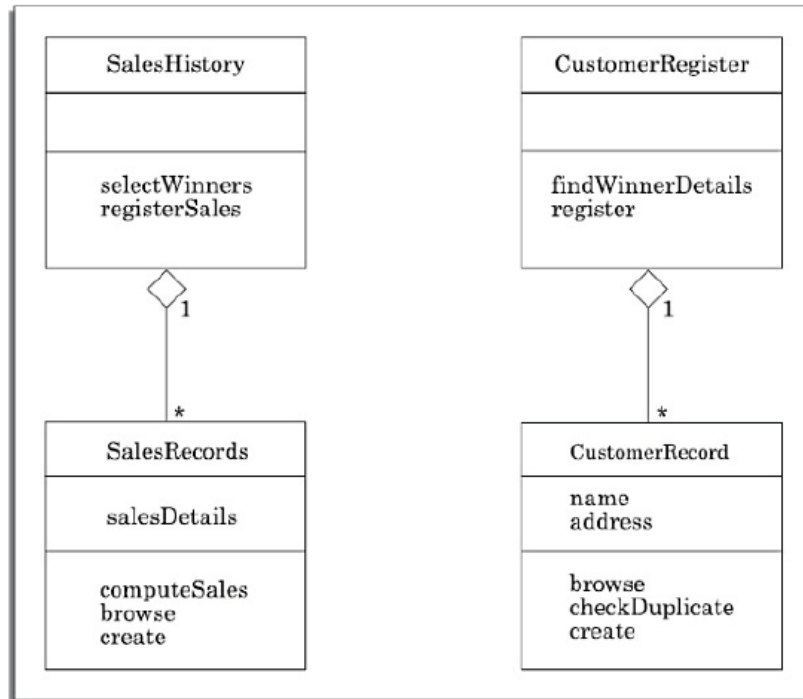 SalesHistory
selectWinners
registerSales
1
*
SalesRecords
salesDetails
computeSales
browse
create
CustomerRegister
findWinnerDetails
register
1
*
CustomerRecord
name
address
browse
checkDuplicate
create